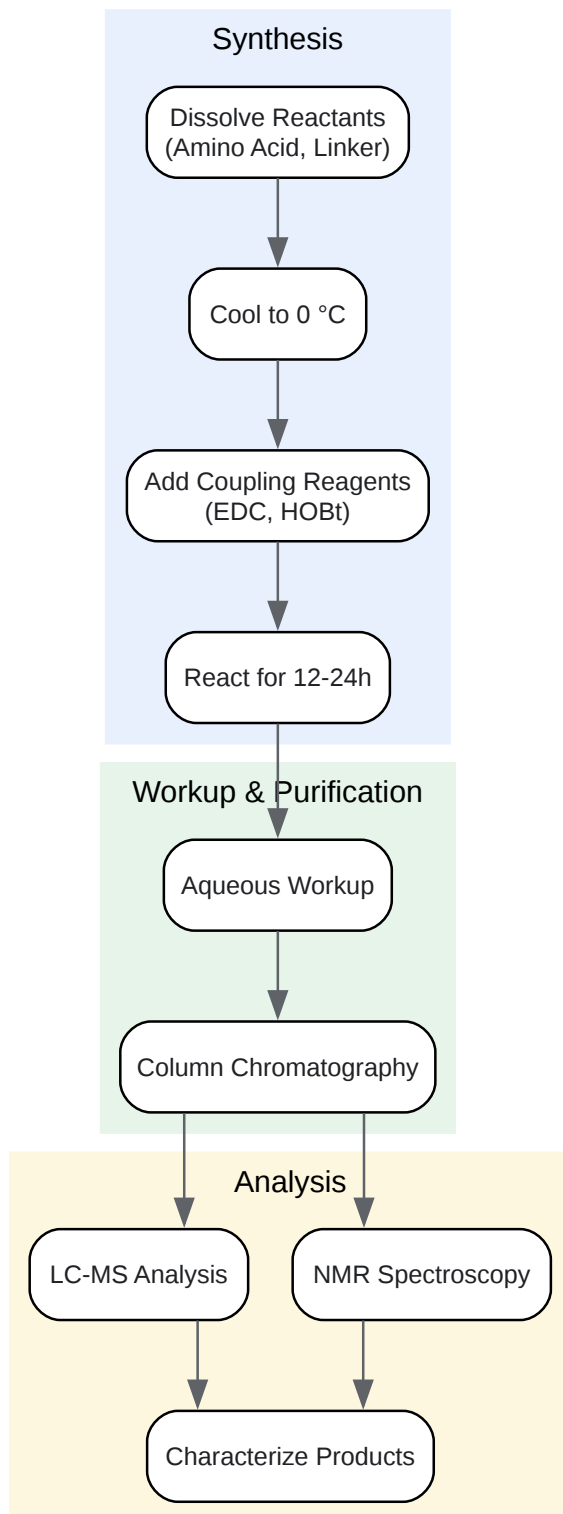 Synthesis
Dissolve Reactants
(Amino Acid, Linker)
Cool to 0 °C
Add Coupling Reagents
(EDC, HOBt)
React for 12-24h
Workup & Purification
Aqueous Workup
Column Chromatography
Analysis
LC-MS Analysis
NMR Spectroscopy
Characterize Products